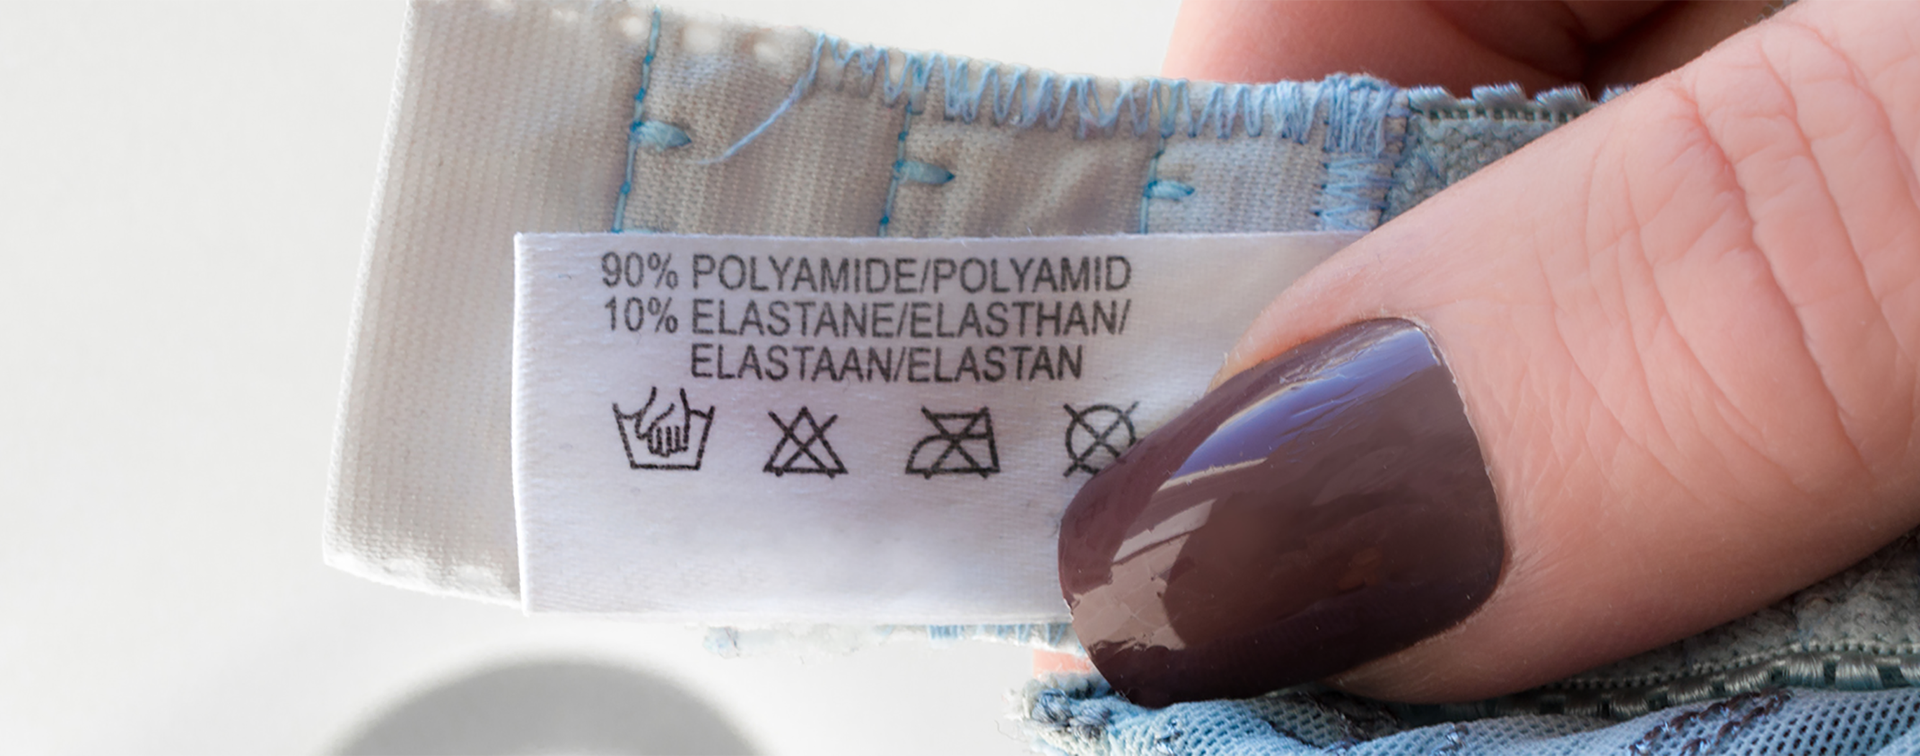 90% POLYAMIDE/POLYAMID
10% ELASTANE/ELASTHAN/
ELASTAAN/ELASTAN